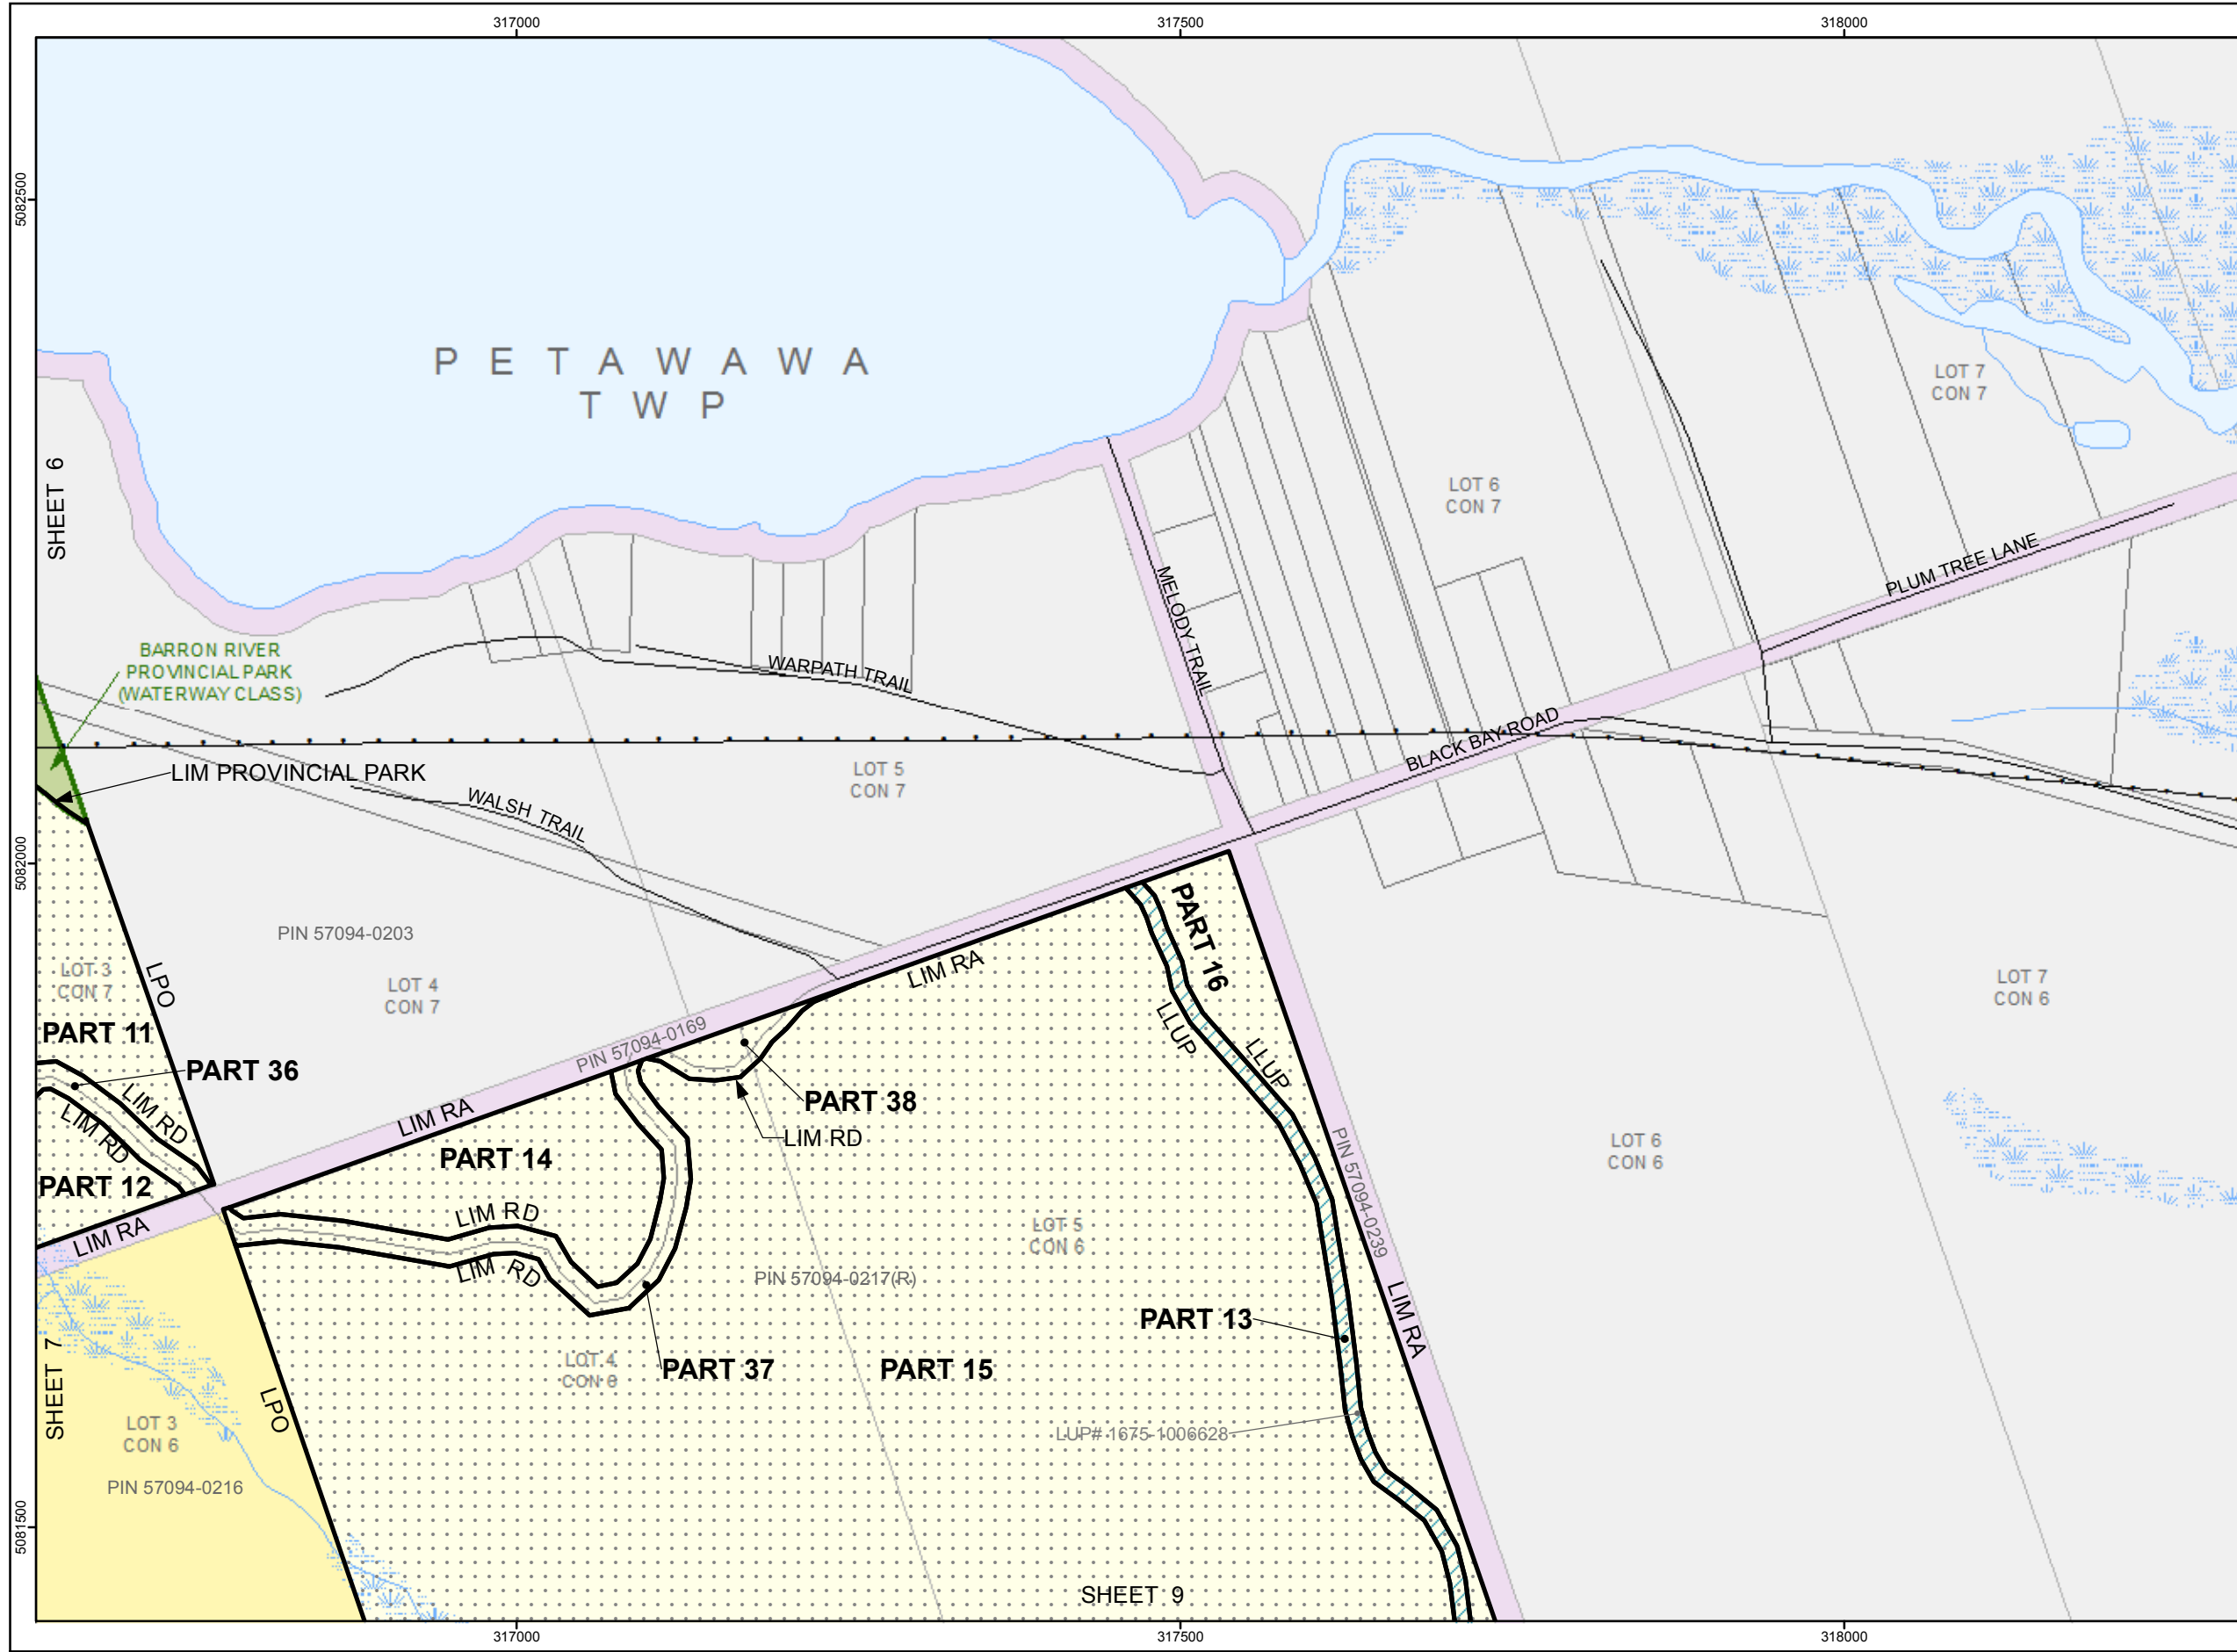 317000
317500
318000
5082500
PETAWAWA
TWP
LOT 7
CON 7
SHEET 6
LOT 6
CON 7
PLUM TREE LANE
MELODY TRAIL
BARRON RIVER
PROVINCIAL PARK
(WATERWAY CLASS)
WARPATH TRAIL
BLACK BAY ROAD
LIM PROVINCIAL PARK
LOT 5
CON 7
WALSH TRAIL
5082000
PIN 57094-0203
PART 16
LIM RA
LOT 3
CON 7
LPO
LOT 4
CON 7
LOT 7
CON 6
PART 11
PIN 57094-0169
LLUP
LLUP
PART 36
PART 38
LIM RD
LIM RD
LIM RA
LIM RD
PART 14
PIN 57094-0239
LOT 6
CON 6
PART 12
LIM RA
LIM RD
LIM RD
LOT 5
CON 6
PIN 57094-0217(R)
PART 13
LIM RA
SHEET 7
LOT 4
CON 6
PART 37
PART 15
LPO
LOT 3
CON 6
LUP# 1675-1006628
PIN 57094-0216
5081500
SHEET 9
317000
317500
318000